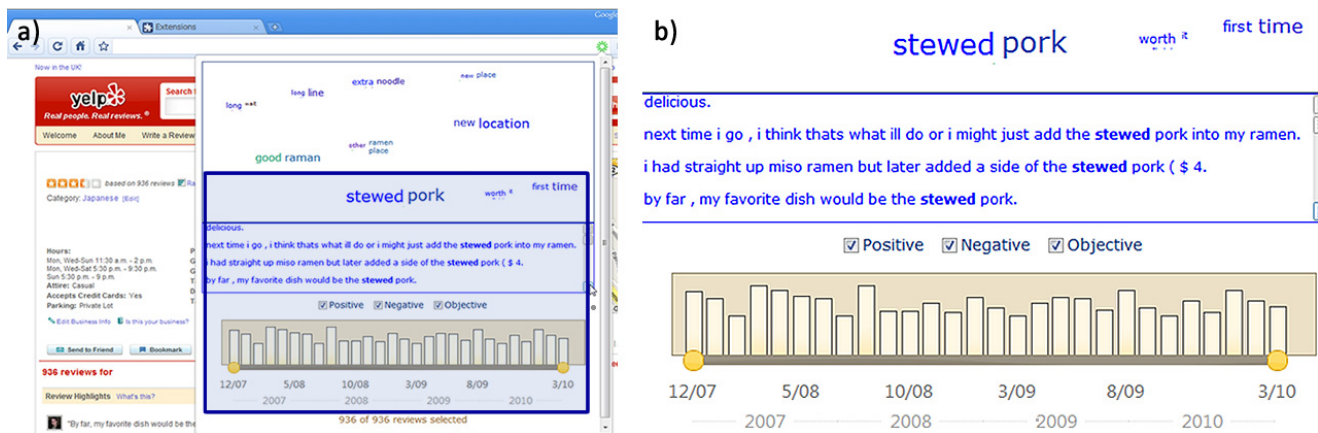 a)
Extensions
Google
Now in the UK!
yelp
Real people. Real reviews. ®
Search
Welcome About Me Write a Review
based on 936 reviews
Category: Japanese [Edit]
Hours:
Mon, Wed-Sun 11:30 a.m. - 2 p.m.
Mon, Wed-Sat 5:30 p.m. - 9:30 p.m.
Sun 5:30 p.m. - 9 p.m.
Attire: Casual
Accepts Credit Cards: Yes
Parking: Private Lot
Edit Business Info Is this your business?
Send to Friend Bookmark
936 reviews for
Review Highlights What's this?
"By far, my favorite dish would be the
extra noodle
new place
long line
long wait
new location
other ramen place
good raman
stewed pork
worth it
first time
delicious.
next time i go , i think thats what ill do or i might just add the stewed pork into my ramen.
i had straight up miso ramen but later added a side of the stewed pork ( $ 4.
by far , my favorite dish would be the stewed pork.
Positive Negative Objective
12/07 5/08 10/08 3/09 8/09 3/10
2007 2008 2009 2010
936 of 936 reviews selected
b)
stewed pork
worth it
first time
delicious.
next time i go , i think thats what ill do or i might just add the stewed pork into my ramen.
i had straight up miso ramen but later added a side of the stewed pork ( $ 4.
by far , my favorite dish would be the stewed pork.
Positive Negative Objective
12/07 5/08 10/08 3/09 8/09 3/10
2007 2008 2009 2010